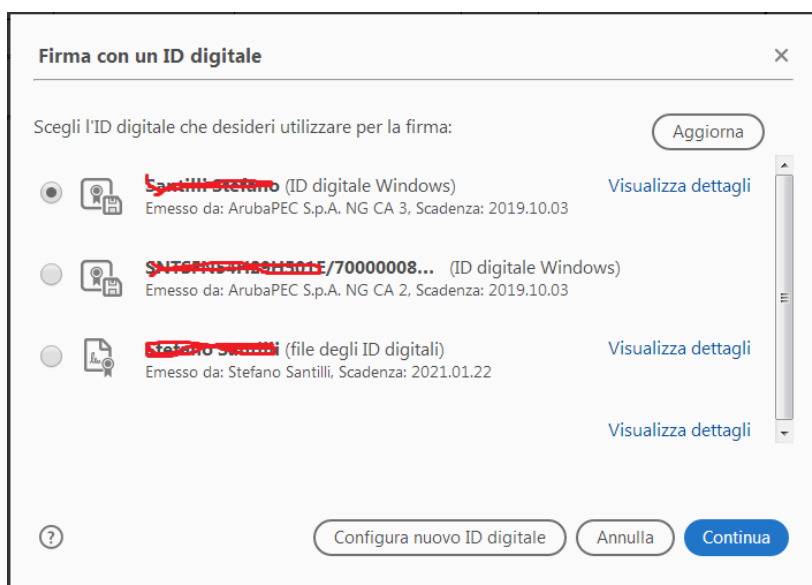 Firma con un ID digitale
Scegli l'ID digitale che desideri utilizzare per la firma:
Aggiorna
(ID digitale Windows) Visualizza dettagli
Emesso da: ArubaPEC S.p.A. NG CA 3, Scadenza: 2019.10.03
/70000008... (ID digitale Windows)
Emesso da: ArubaPEC S.p.A. NG CA 2, Scadenza: 2019.10.03
(file degli ID digitali) Visualizza dettagli
Emesso da: Stefano Santilli, Scadenza: 2021.01.22
Visualizza dettagli
Configura nuovo ID digitale Annulla Continua